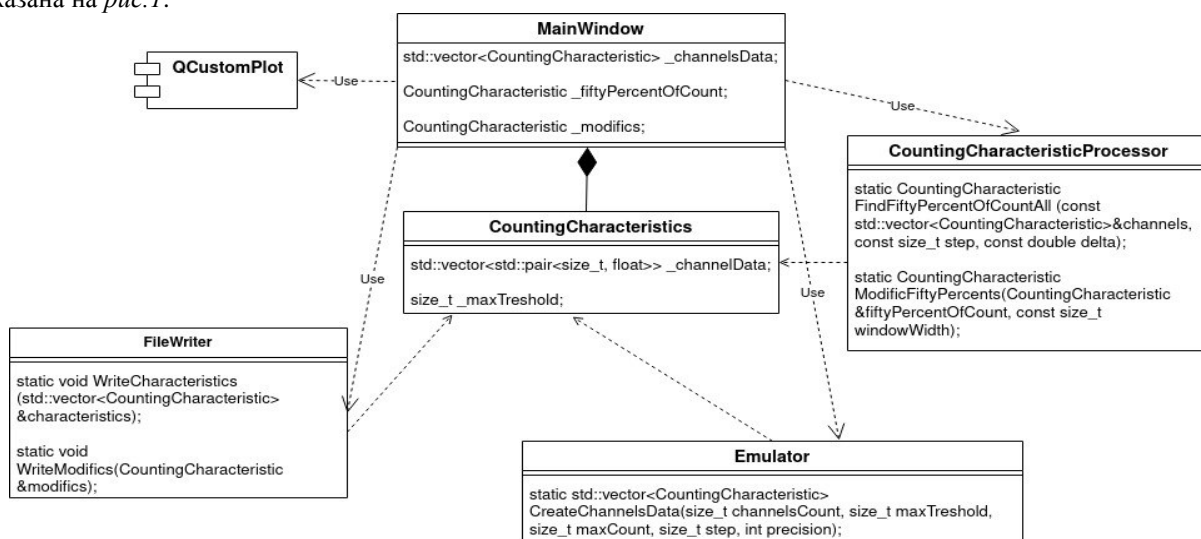 на рис.1.
MainWindow
std::vector<CountingCharacteristic> _channelsData;
CountingCharacteristic _fiftyPercentOfCount;
CountingCharacteristic _modifics;
QCustomPlot
Use
Use
CountingCharacteristicProcessor
static CountingCharacteristic
FindFiftyPercentOfCountAll (const
std::vector<CountingCharacteristic>&channels,
const size_t step, const double delta);
static CountingCharacteristic
ModificFiftyPercents(CountingCharacteristic
&fiftyPercentOfCount, const size_t
windowWidth);
CountingCharacteristics
std::vector<std::pair<size_t, float>> _channelData;
size_t _maxTreshold;
Use
Use
FileWriter
static void WriteCharacteristics
(std::vector<CountingCharacteristic>
&characteristics);
static void
WriteModifics(CountingCharacteristic
&modifics);
Emulator
static std::vector<CountingCharacteristic>
CreateChannelsData(size_t channelsCount, size_t maxTreshold,
size_t maxCount, size_t step, int precision);